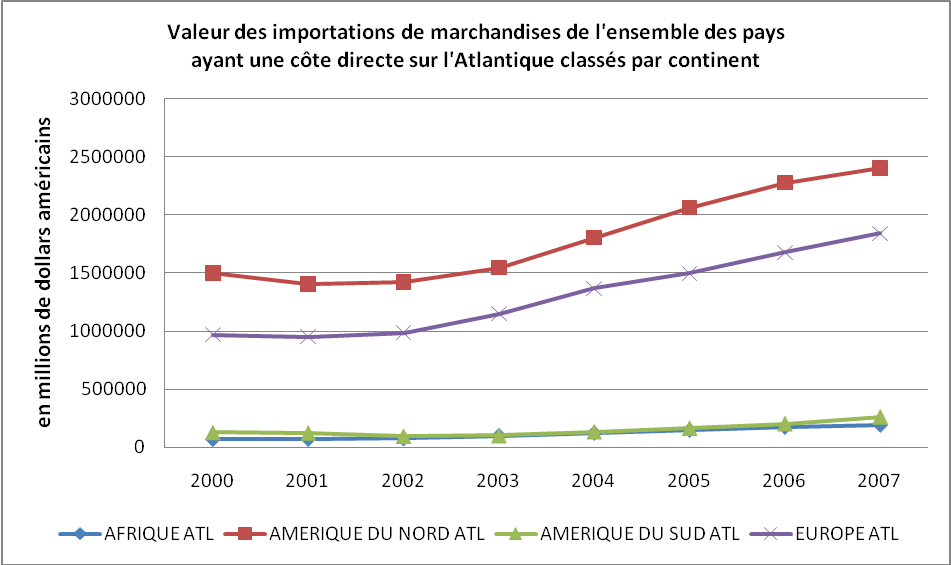 Valeur des importations de marchandises de l'ensemble des pays
ayant une côte directe sur l'Atlantique classés par continent
en millions de dollars américains
3000000
2500000
2000000
1500000
1000000
500000
0
2000 2001 2002 2003 2004 2005 2006 2007
AFRIQUE ATL AMERIQUE DU NORD ATL AMERIQUE DU SUD ATL EUROPE ATL